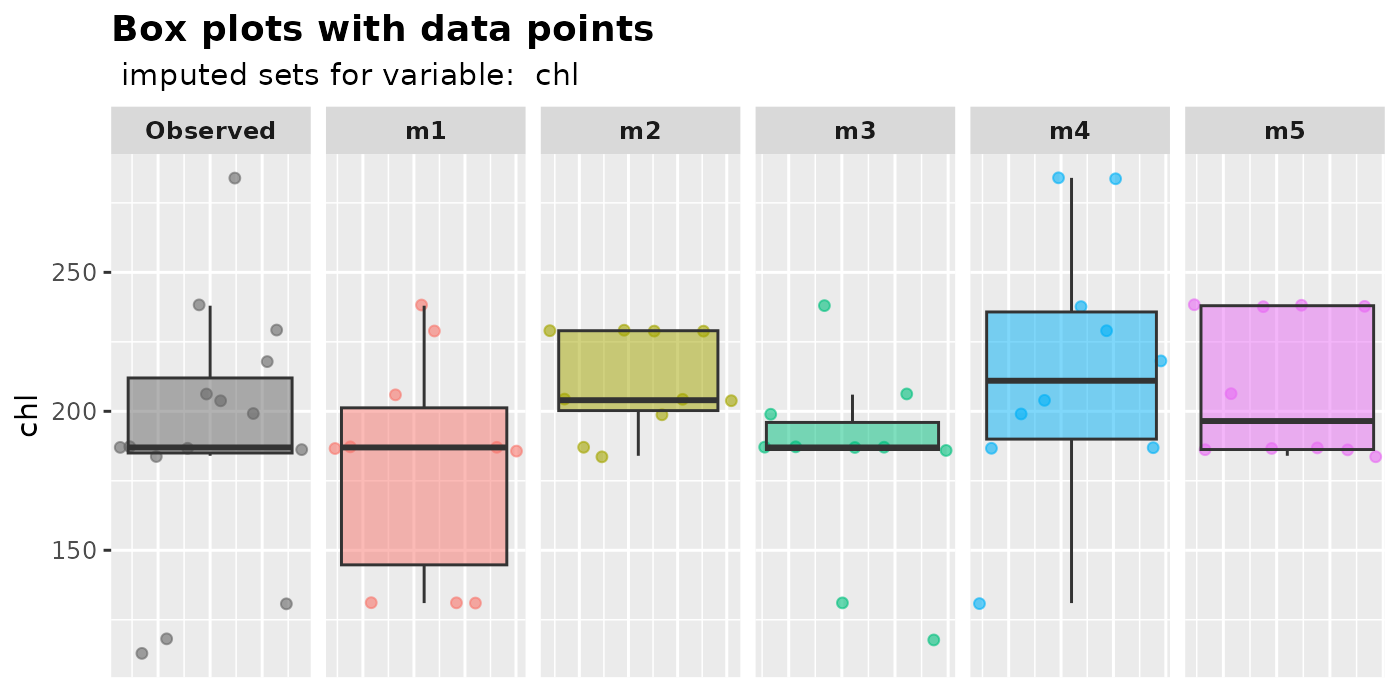 Box plots with data points
imputed sets for variable:  chl
Observed m1 m2 m3 m4 m5
chl
250
200
150